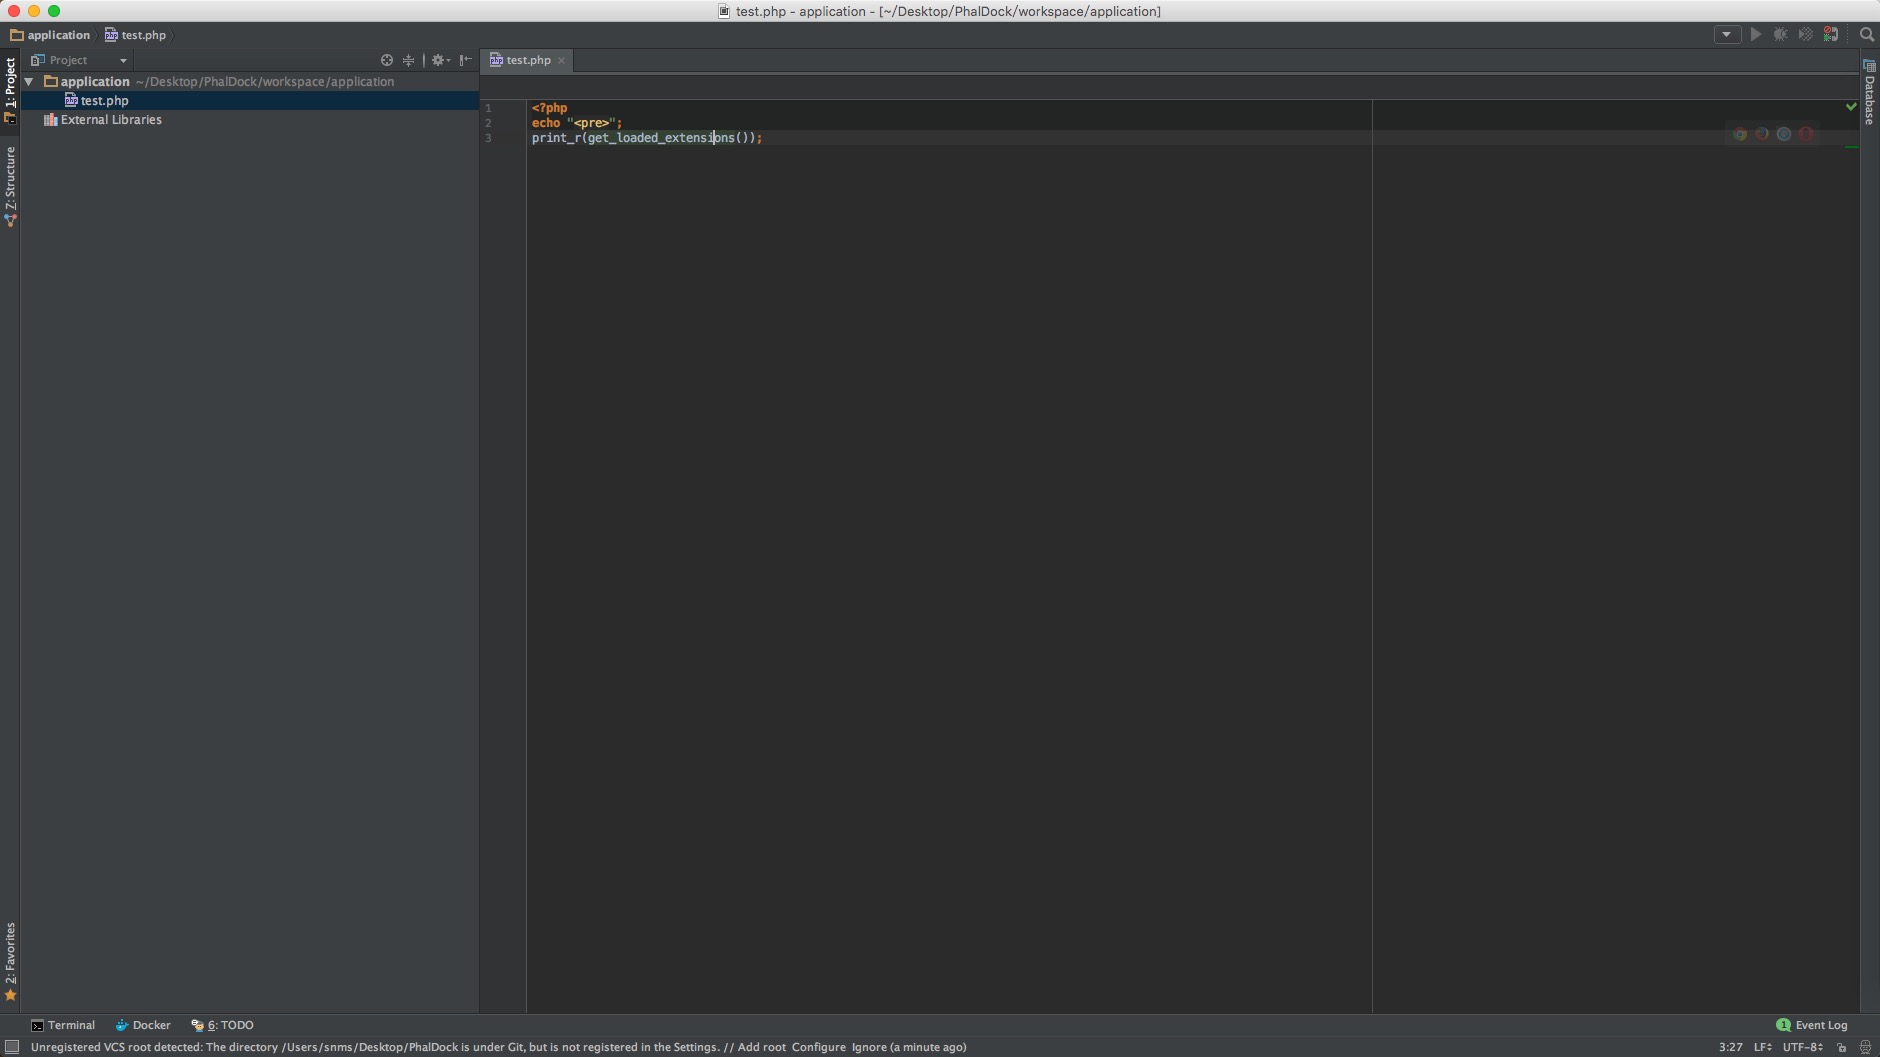 test.php - application - [~/Desktop/PhalDock/workspace/application]
application test.php
Project
test.php
1: Project
application ~/Desktop/PhalDock/workspace/application
test.php
External Libraries
Z: Structure
2: Favorites
1 <?php
2 echo "<pre>";
3 print_r(get_loaded_extensions());
Database
Terminal Docker 6: TODO
1 Event Log
Unregistered VCS root detected: The directory /Users/snms/Desktop/PhalDock is under Git, but is not registered in the Settings. // Add root Configure Ignore (a minute ago)
3:27 LF UTF-8